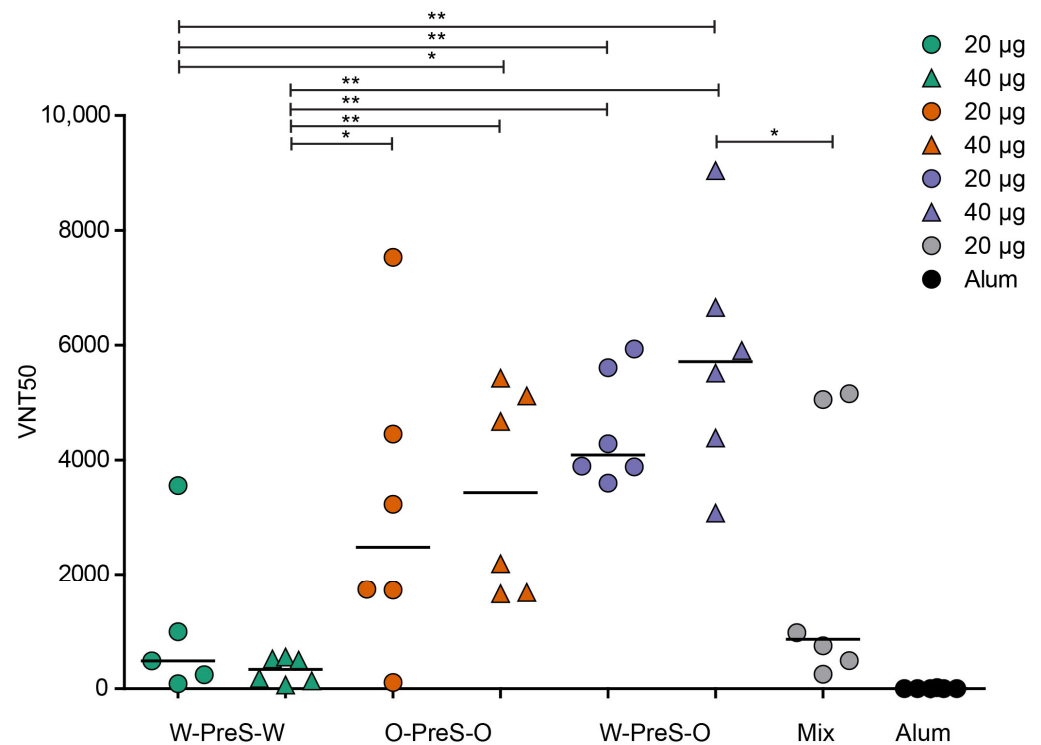 **
**
*
**
**
**
*
*
20 µg
40 µg
20 µg
40 µg
20 µg
40 µg
20 µg
Alum
10,000
8000
6000
4000
2000
0
VNT50
W-PreS-W O-PreS-O W-PreS-O Mix Alum